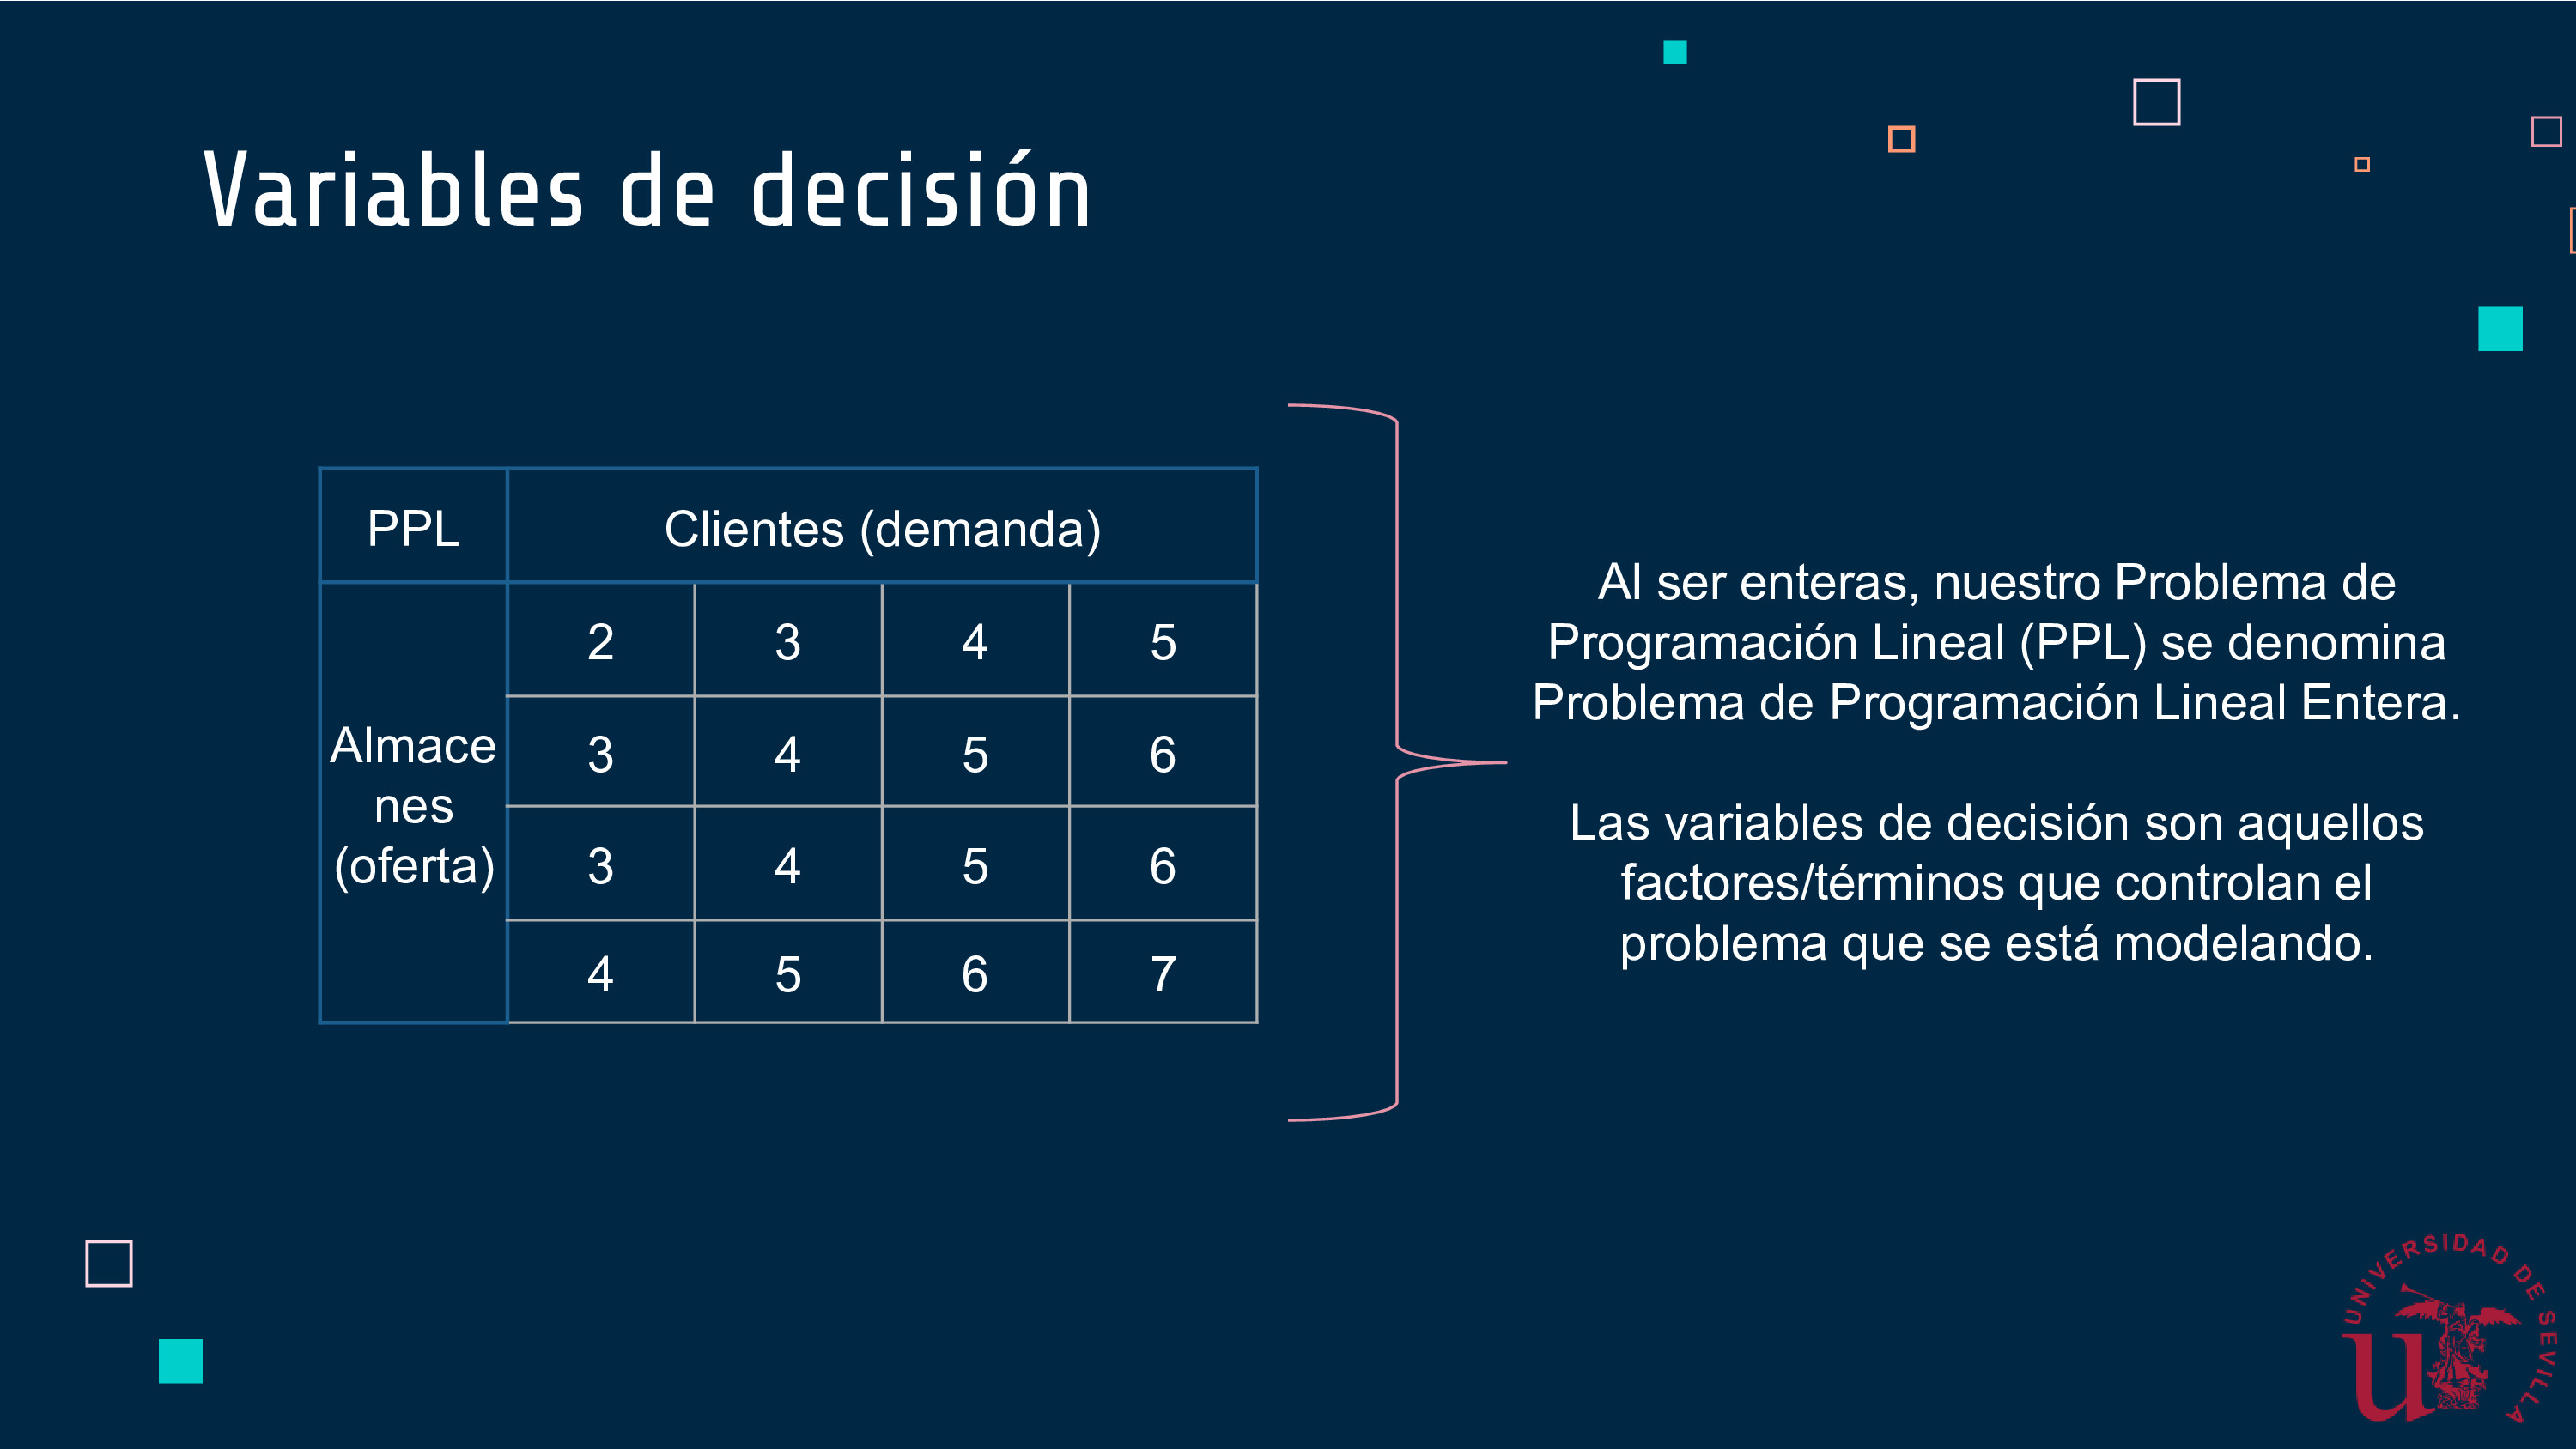 Variables de decisión
PPL
Clientes (demanda)
Almace
nes
(oferta)
2 3 4 5
3 4 5 6
3 4 5 6
4 5 6 7
Al ser enteras, nuestro Problema de
Programación Lineal (PPL) se denomina
Problema de Programación Lineal Entera.
Las variables de decisión son aquellos
factores/términos que controlan el
problema que se está modelando.
UNIVERSIDAD DE SEVILLA
u